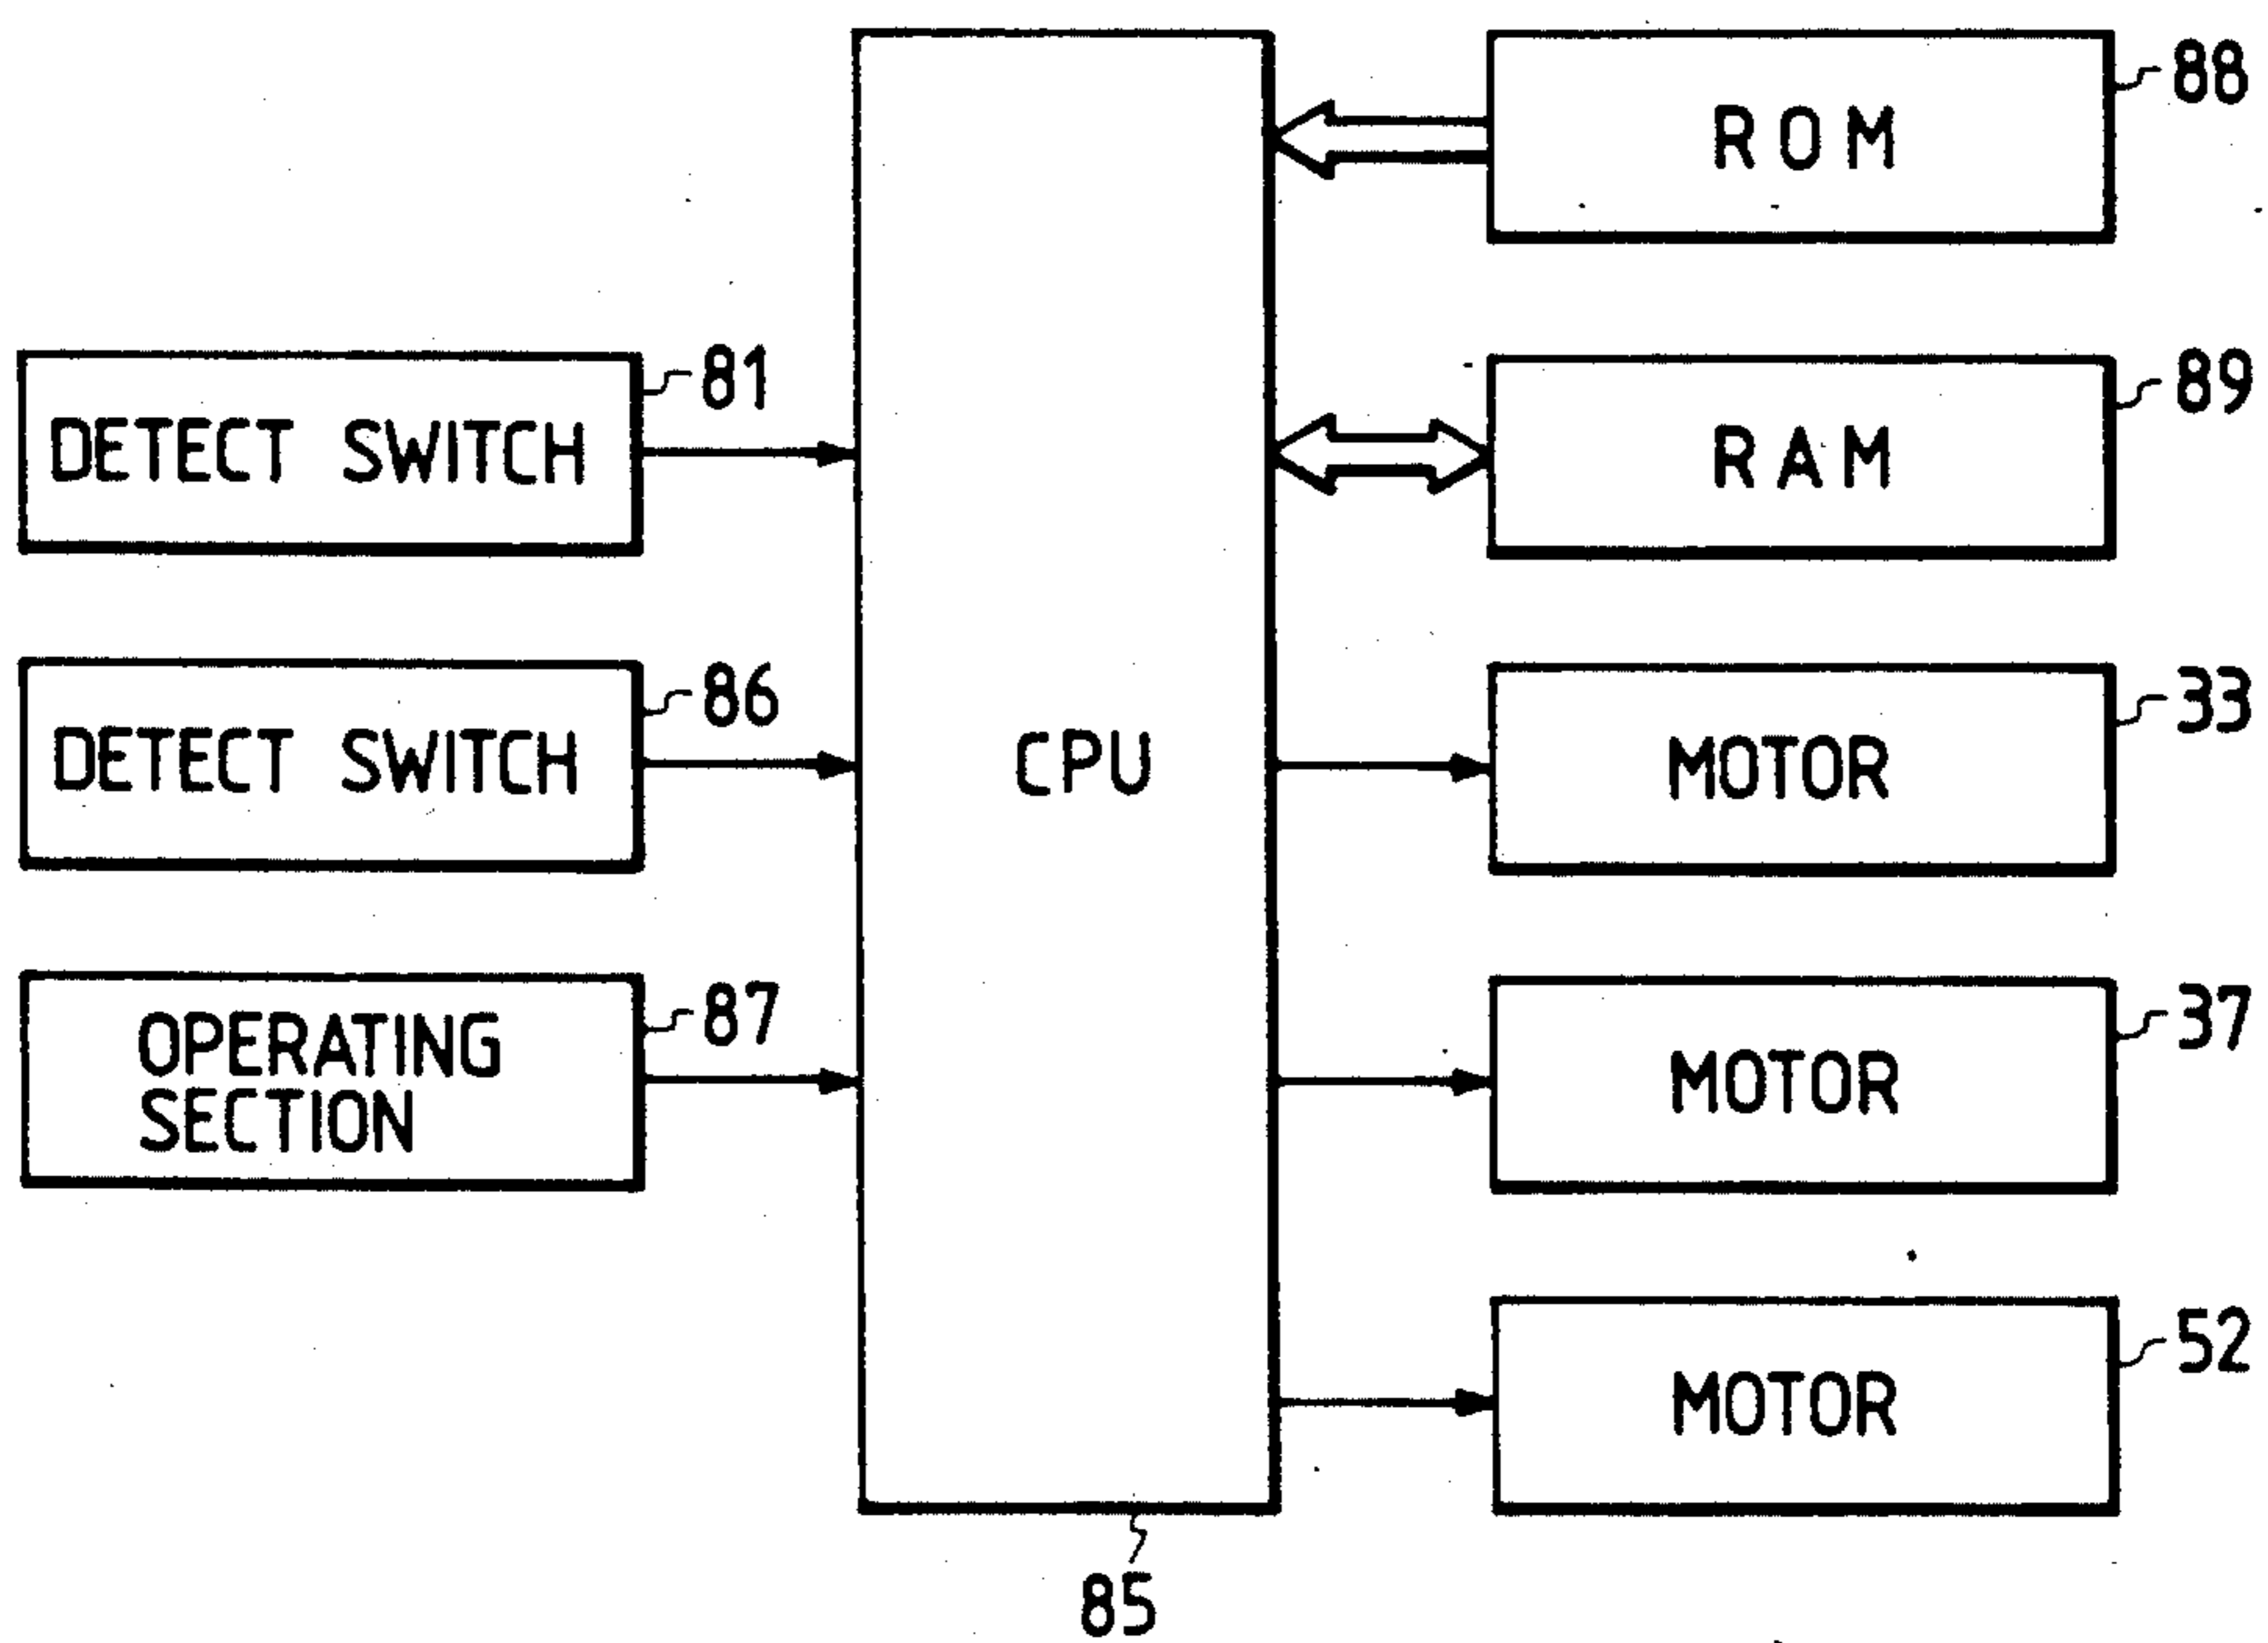 88
ROM
81
DETECT SWITCH
89
RAM
86
DETECT SWITCH
CPU
33
MOTOR
87
OPERATING
SECTION
37
MOTOR
52
MOTOR
85